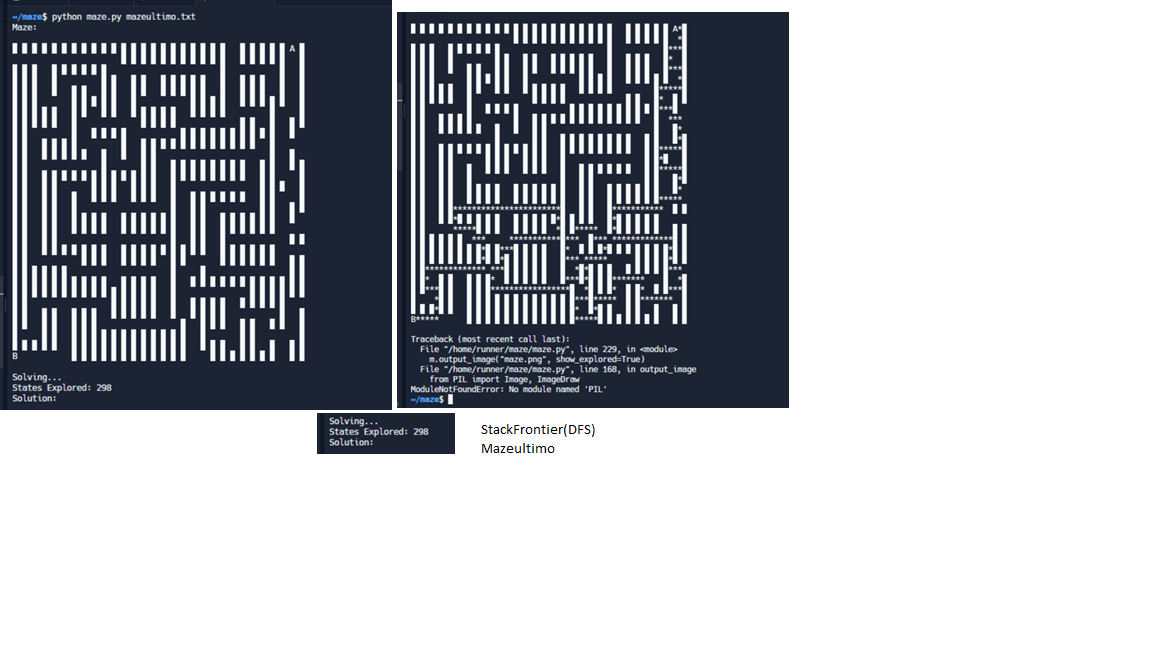 ~/maze$ python maze.py mazeultimo.txt
Maze:
A
B
Solving...
States Explored: 298
Solution:
A*
B*****
Traceback (most recent call last):
File "/home/runner/maze/maze.py", line 229, in <module>
m.output_image("maze.png", show_explored=True)
File "/home/runner/maze/maze.py", line 168, in output_image
from PIL import Image, ImageDraw
ModuleNotFoundError: No module named 'PIL'
~/maze$
Solving...
States Explored: 298
Solution:
StackFrontier(DFS)
Mazeultimo